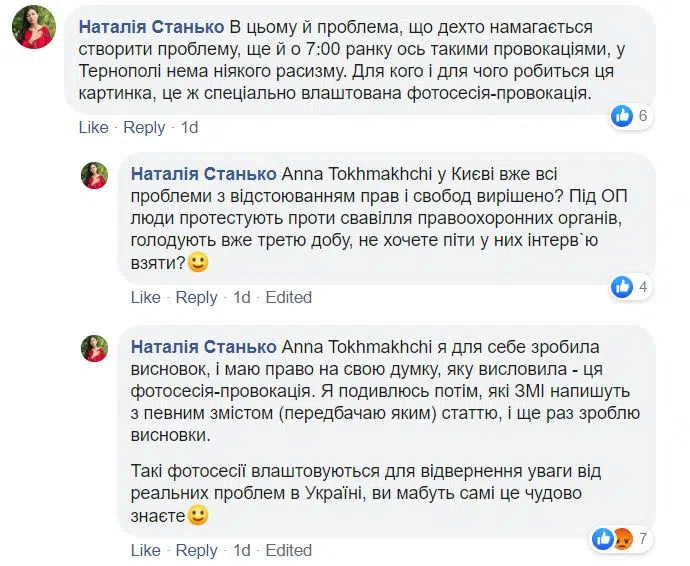 Наталія Станько В цьому й проблема, що дехто намагається
створити проблему, ще й о 7:00 ранку ось такими провокаціями, у
Тернополі нема ніякого расизму. Для кого і для чого робиться ця
картинка, це ж спеціально влаштована фотосесія-провокація.
6
Like · Reply · 1d
Наталія Станько Anna Tokhmakhchi у Києві вже всі
проблеми з відстоюванням прав і свобод вирішено? Під ОП
люди протестують проти свавілля правоохоронних органів,
голодують вже третю добу, не хочете піти у них інтерв`ю
взяти?🙂
4
Like · Reply · 1d · Edited
Наталія Станько Anna Tokhmakhchi я для себе зробила
висновок, і маю право на свою думку, яку висловила - ця
фотосесія-провокація. Я подивлюсь потім, які ЗМІ напишуть
з певним змістом (передбачаю яким) статтю, і ще раз зроблю
висновки.
Такі фотосесії влаштовуються для відвернення уваги від
реальних проблем в Україні, ви мабуть самі це чудово
знаєте🙂
7
Like · Reply · 1d · Edited